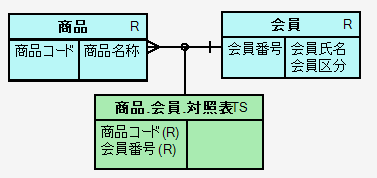 商品 R
商品コード 商品名称
会員 R
会員番号 会員氏名
会員区分
商品.会員.対照表TS
商品コード(R)
会員番号(R)